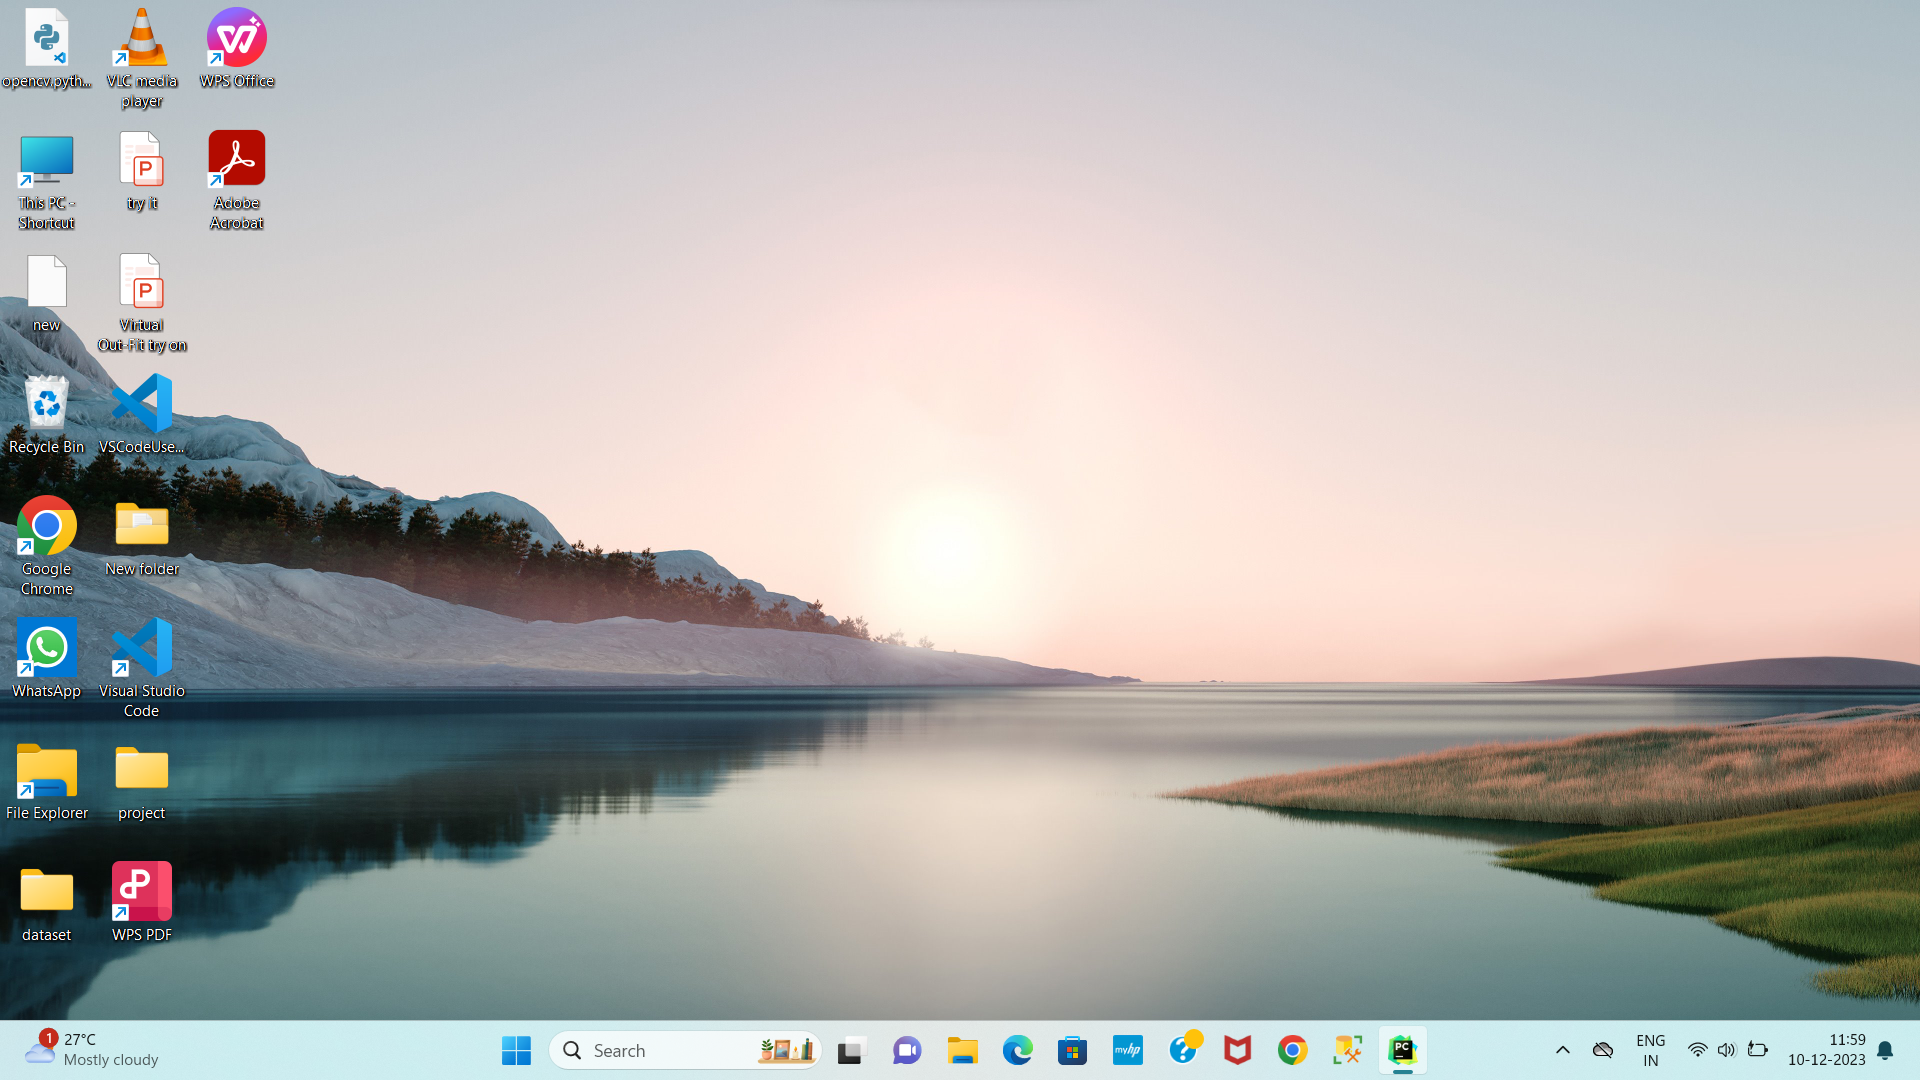 opencv.pyth...
VLC media
player
WPS Office
This PC -
Shortcut
try it
Adobe
Acrobat
new
Virtual
Out-Fit try on
Recycle Bin
VSCodeUse...
Google
Chrome
New folder
WhatsApp
Visual Studio
Code
File Explorer
project
dataset
WPS PDF
1
27°C
Mostly cloudy
Search
myhp
PC
ENG
IN
11:59
10-12-2023